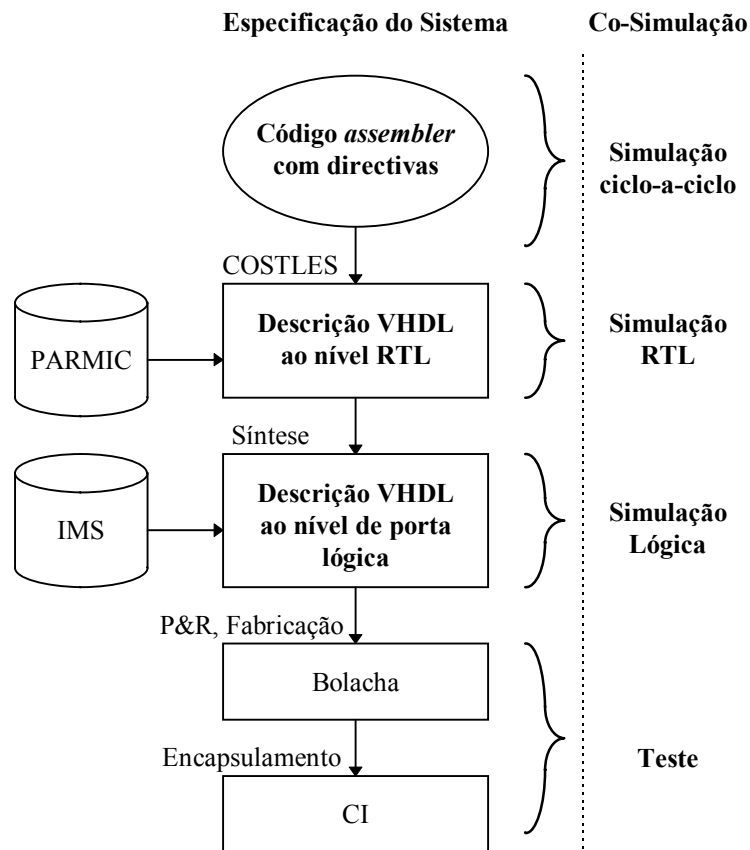 Especificação do Sistema
Co-Simulação
Código assembler
com directivas
Simulação
ciclo-a-ciclo
COSTLES
PARMIC
Descrição VHDL
ao nível RTL
Simulação
RTL
Síntese
IMS
Descrição VHDL
ao nível de porta
lógica
Simulação
Lógica
P&R, Fabricação
Bolacha
Encapsulamento
Teste
CI